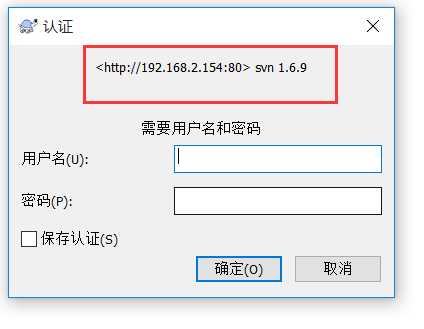 认证
<http://192.168.2.154:80> svn 1.6.9
需要用户名和密码
用户名(U):
密码(P):
保存认证(S)
确定(O)
取消